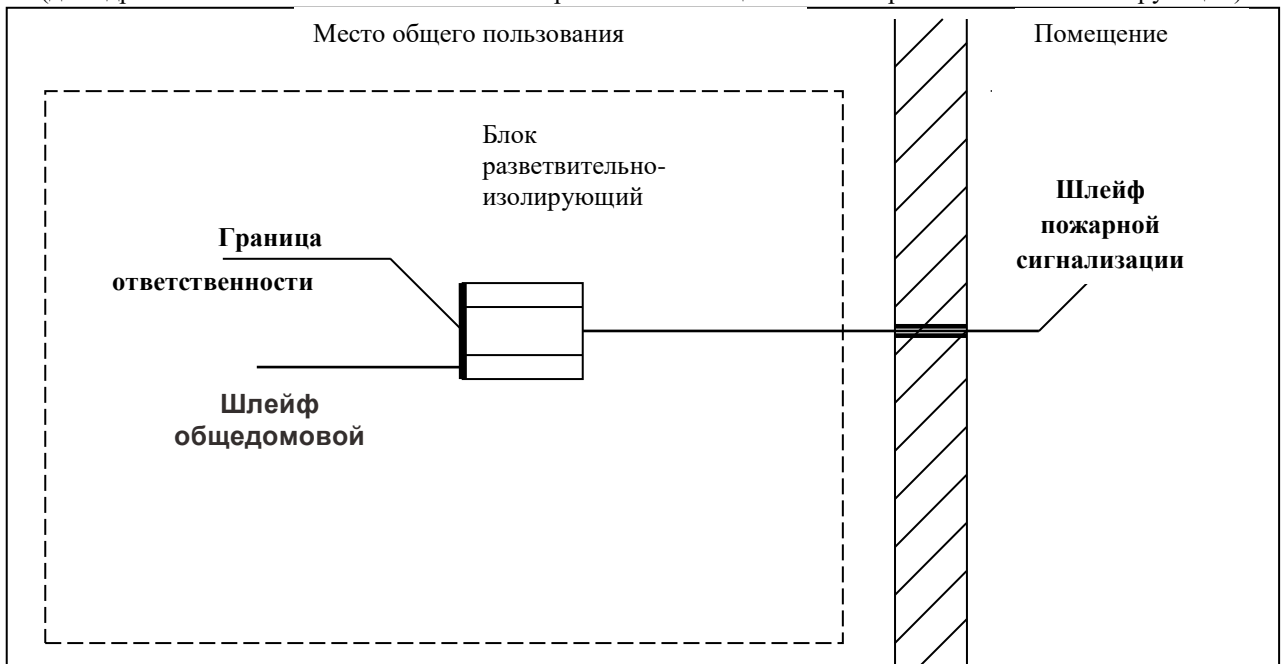 Место общего пользования
Помещение
Блок
разветвительно-
изолирующий
Шлейф
пожарной
сигнализации
Граница
ответственности
Шлейф
общедомовой